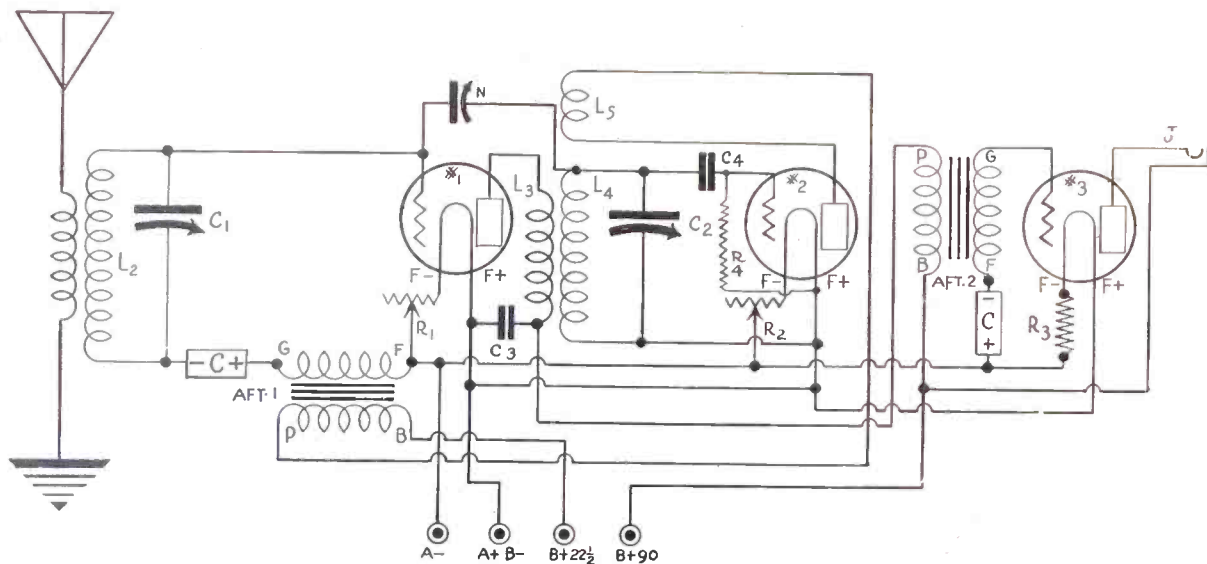 N
L5
*1
L3
L4
C4
*2
P
G
*3
J
C1
C2
R4
L2
F-
F+
F-
F+
B
F
F-
F+
AFT.2
R1
C3
R2
-
C
+
R3
- C +
G
F
AFT.1
P
B
A-
A+ B-
B+22½
B+90